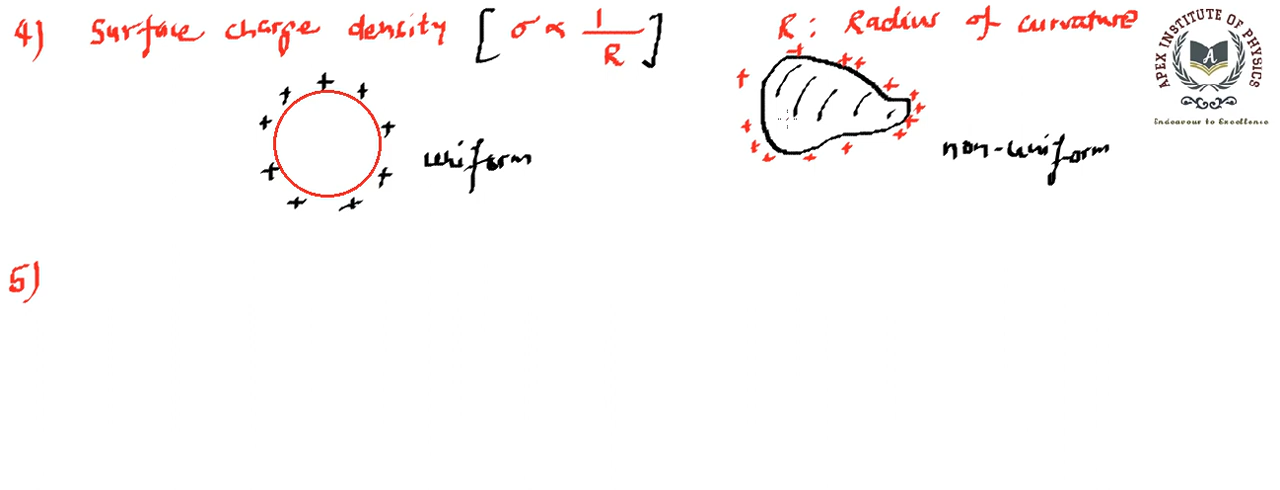 4) Surface charge density [ σ ∝ 1/R ] R : Radius of curvature
uniform
non-uniform
5)
APEX INSTITUTE OF PHYSICS
A
Endeavour to Excellence